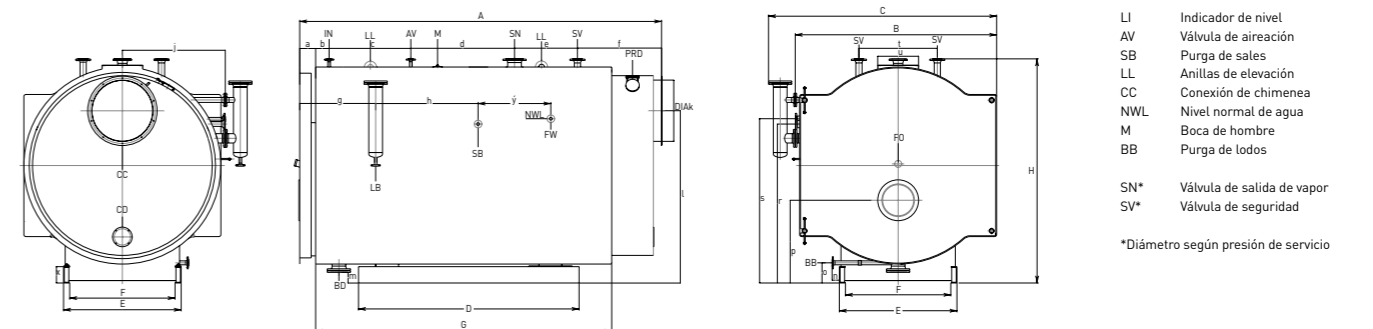 j
CC
CD
k
F
E
A
a b c d e f
IN LL AV M SN LL SV
PRD
g h ÿ
DIAk
NWL
FW
SB
LB
l
m
BD
D
G
C
B
SV t SV
u
FO
H
s
r
p
BB
o
n
F
E
LI Indicador de nivel
AV Válvula de aireación
SB Purga de sales
LL Anillas de elevación
CC Conexión de chimenea
NWL Nivel normal de agua
M Boca de hombre
BB Purga de lodos
SN* Válvula de salida de vapor
SV* Válvula de seguridad
*Diámetro según presión de servicio